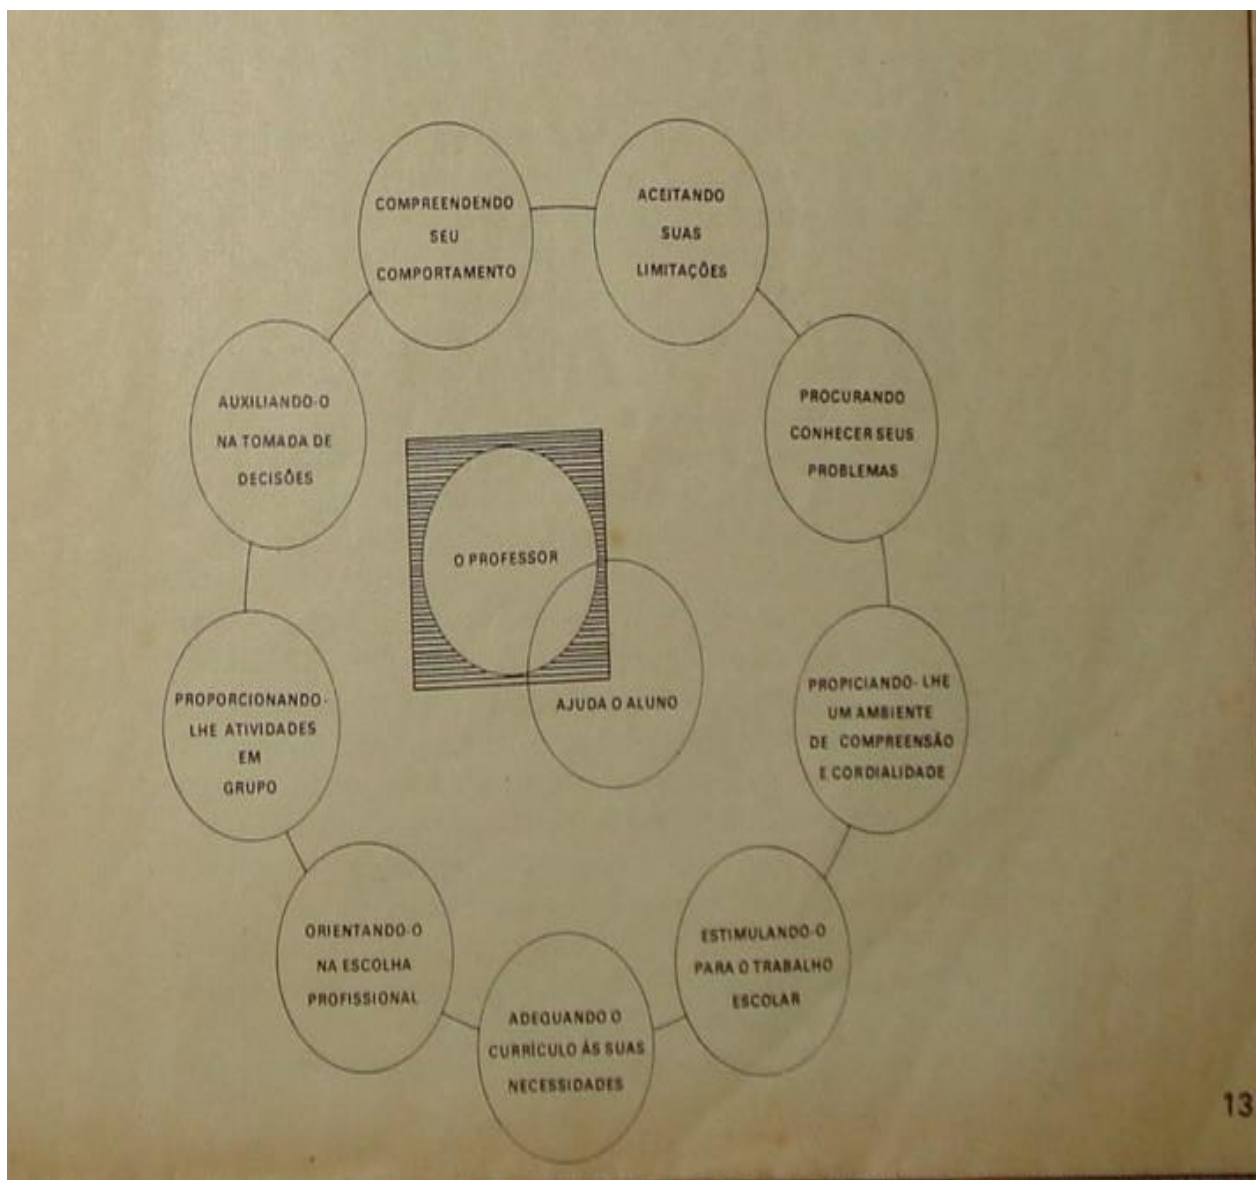 COMPREENDENDO
SEU
COMPORTAMENTO
ACEITANDO
SUAS
LIMITAÇÕES
PROCURANDO
CONHECER SEUS
PROBLEMAS
PROPICIANDO- LHE
UM AMBIENTE
DE COMPREENSÃO
E CORDIALIDADE
ESTIMULANDO-O
PARA O TRABALHO
ESCOLAR
ADEQUANDO O
CURRÍCULO ÁS SUAS
NECESSIDADES
ORIENTANDO-O
NA ESCOLHA
PROFISSIONAL
PROPORCIONANDO-
LHE ATIVIDADES
EM
GRUPO
AUXILIANDO-O
NA TOMADA DE
DECISÕES
O PROFESSOR
AJUDA O ALUNO
13